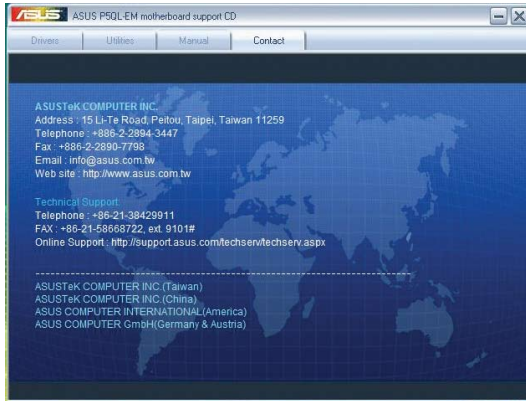 ASUS
ASUS P5QL-EM motherboard support CD
Drivers Utilities Manual Contact
ASUSTeK COMPUTER INC.
Address : 15 Li-Te Road, Peitou, Taipei, Taiwan 11259
Telephone : +886-2-2894-3447
Fax : +886-2-2890-7798
Email : info@asus.com.tw
Web site : http://www.asus.com.tw
Technical Support
Telephone : +86-21-38429911
FAX : +86-21-58668722, ext. 9101#
Online Support : http://support.asus.com/techserv/techserv.aspx
ASUSTeK COMPUTER INC.(Taiwan)
ASUSTeK COMPUTER INC.(China)
ASUS COMPUTER INTERNATIONAL(America)
ASUS COMPUTER GmbH(Germany & Austria)